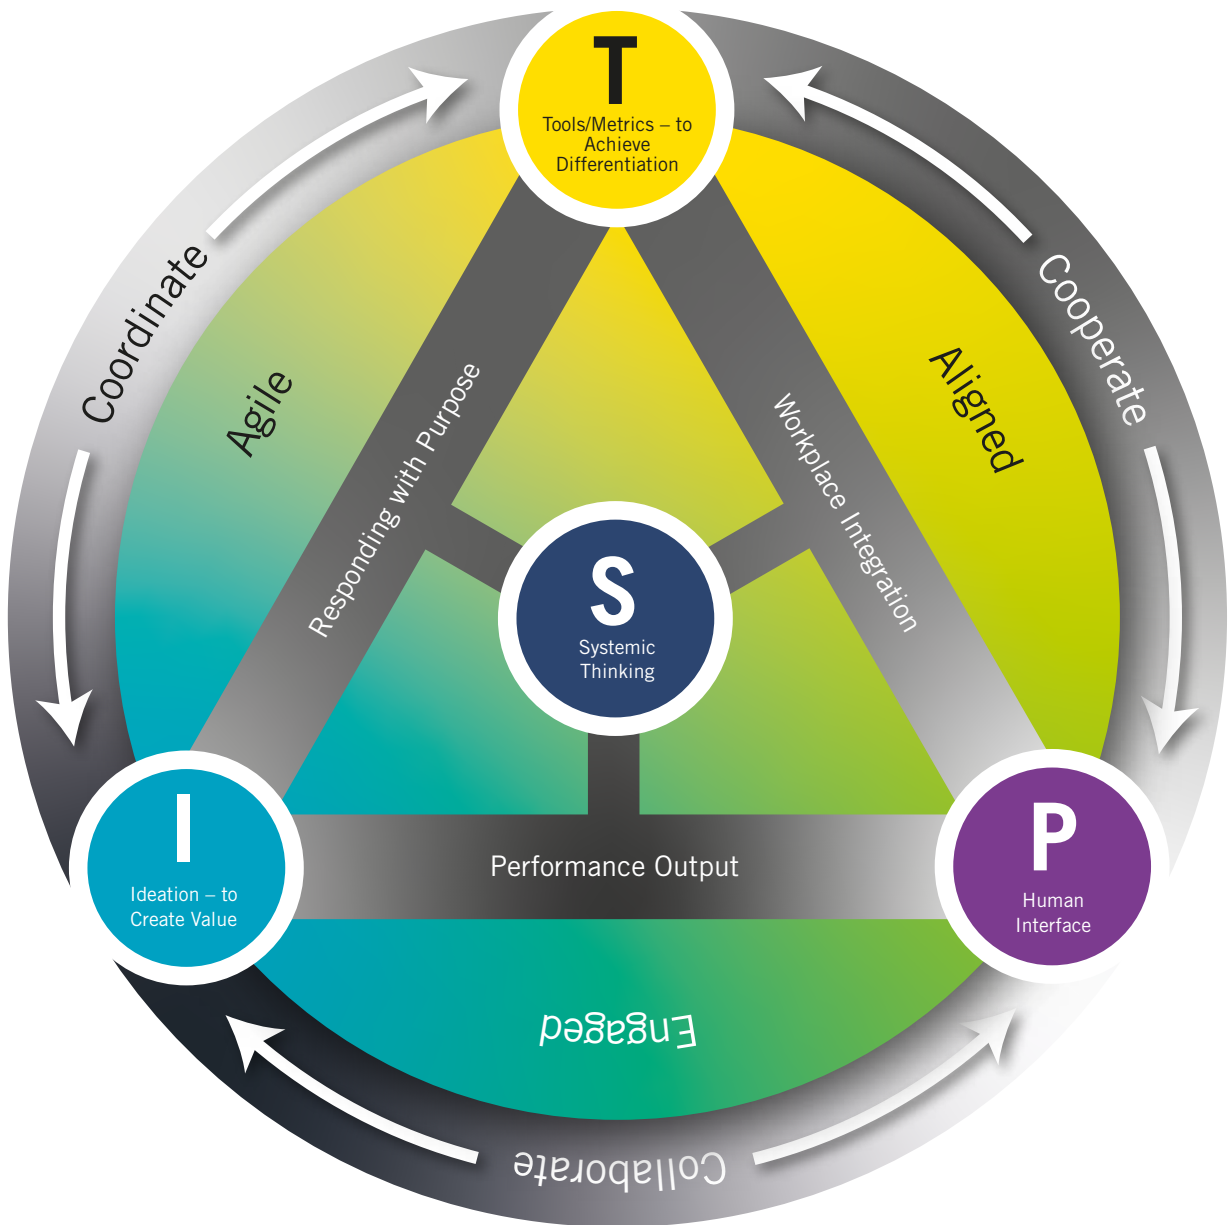 T
Tools/Metrics – to
Achieve
Differentiation
Coordinate
Cooperate
Agile
Aligned
Responding with Purpose
Workplace Integration
S
Systemic
Thinking
I
Ideation – to
Create Value
Performance Output
P
Human
Interface
Engaged
Collaborate